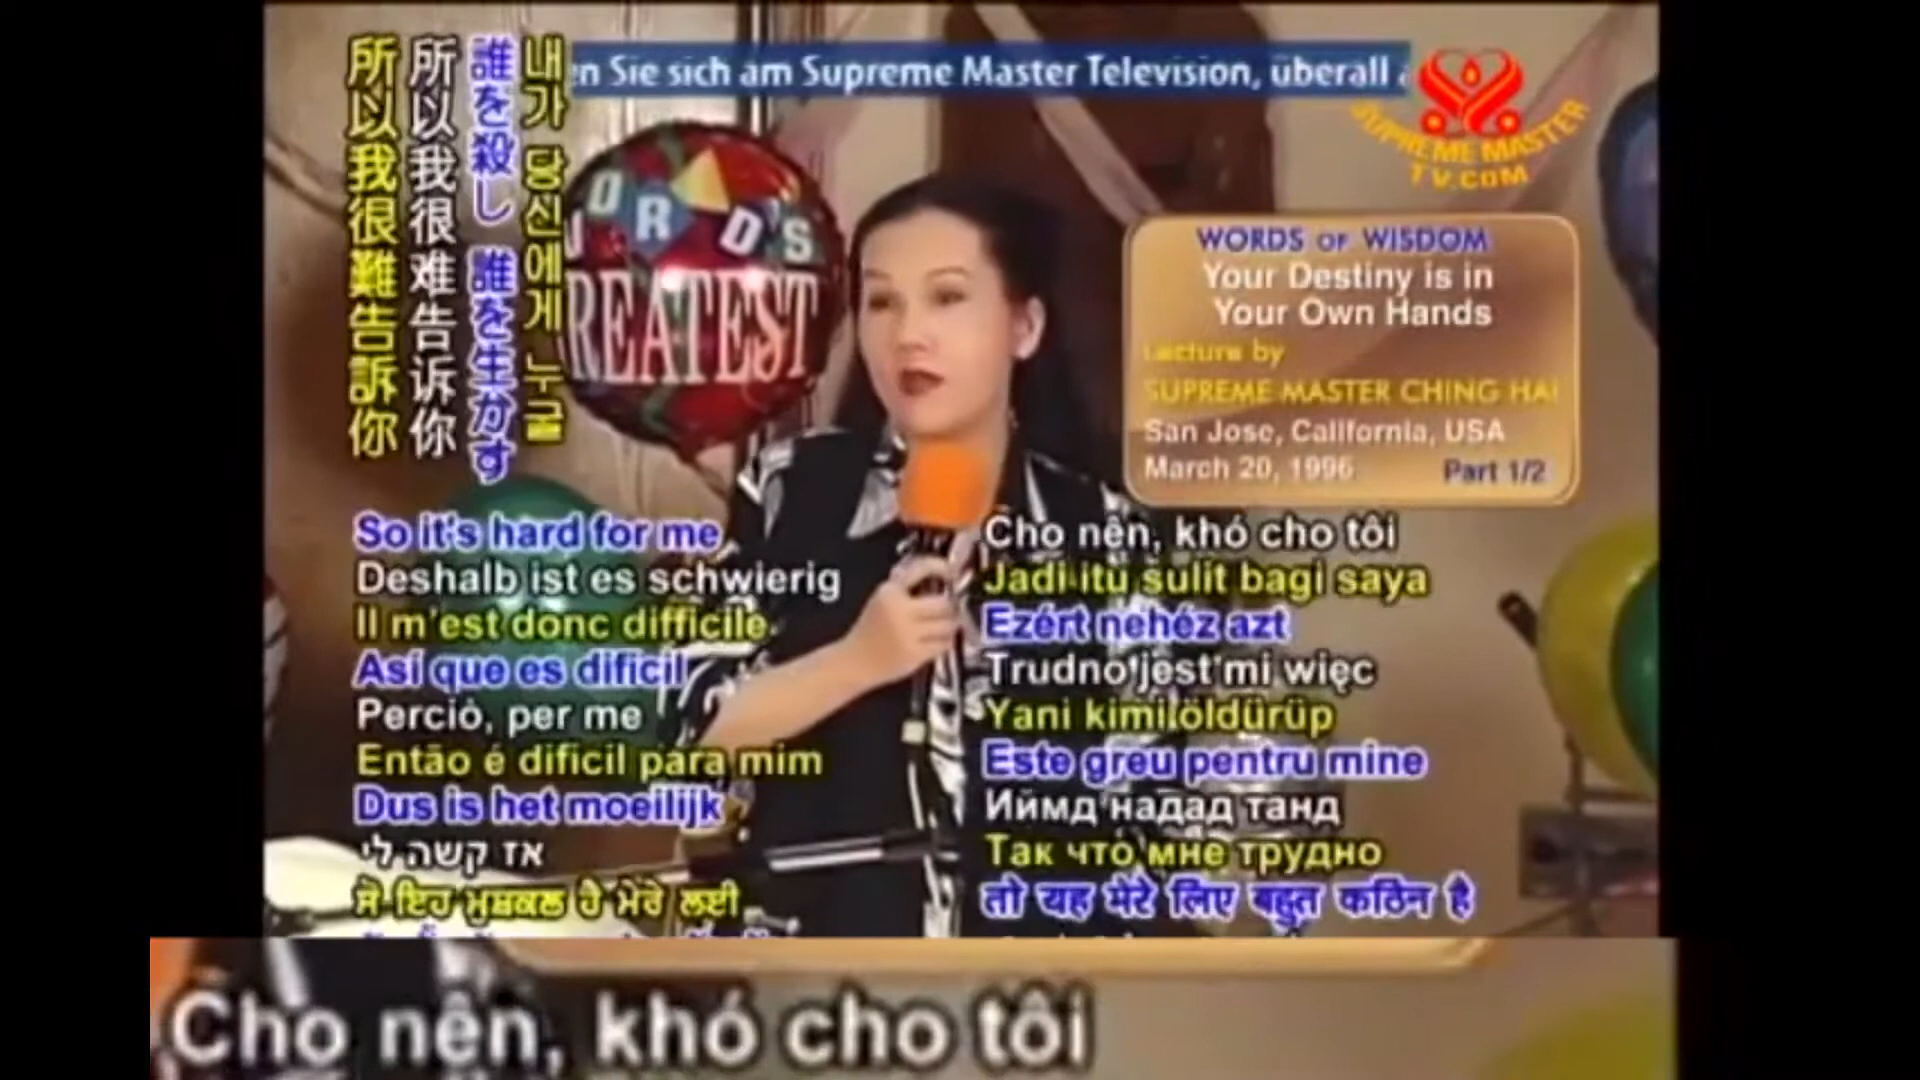 en Sie sich am Supreme Master Television, überall
SUPREME MASTER
TV.COM
所以我很難告訴你
所以我很难告诉你
誰を殺し 誰を生かす
내가 당신에게 누굴
ORLD'S
REATEST
WORDS OF WISDOM
Your Destiny is in
Your Own Hands
Lecture by
SUPREME MASTER CHING HAI
San Jose, California, USA
March 20, 1996 Part 1/2
So it's hard for me
Deshalb ist es schwierig
Il m'est donc difficile
Así que es difícil
Perciò, per me
Então é difícil para mim
Dus is het moeilijk
אז קשה לי
ਸੋ ਇਹ ਮੁਸ਼ਕਲ ਹੈ ਮੇਰੇ ਲਈ
Cho nên, khó cho tôi
Jadi itu sulit bagi saya
Ezért nehéz azt
Trudno jest mi więc
Yani kimi öldürüp
Este greu pentru mine
Иймд надад танд
Так что мне трудно
तो यह मेरे लिए बहुत कठिन है
Cho nên, khó cho tôi